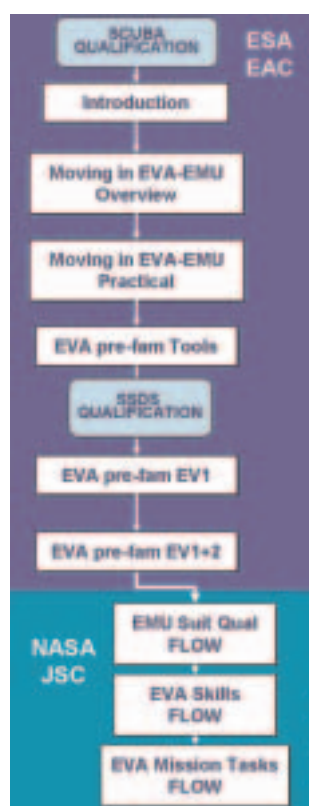 SCUBA
QUALIFICATION
ESA
EAC
Introduction
Moving in EVA-EMU
Overview
Moving in EVA-EMU
Practical
EVA pre-fam Tools
SSDS
QUALIFICATION
EVA pre-fam EV1
EVA pre-fam EV1+2
NASA
JSC
EMU Suit Qual
FLOW
EVA Skills
FLOW
EVA Mission Tasks
FLOW